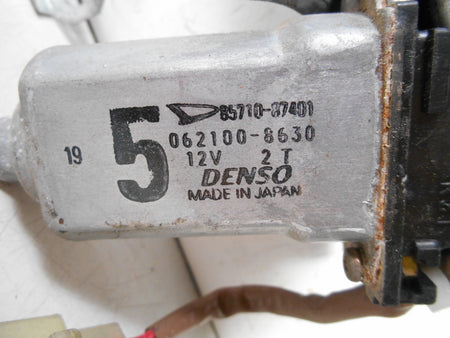 85710-87401
19 5 062100-8630
12V 2T
DENSO
MADE IN JAPAN